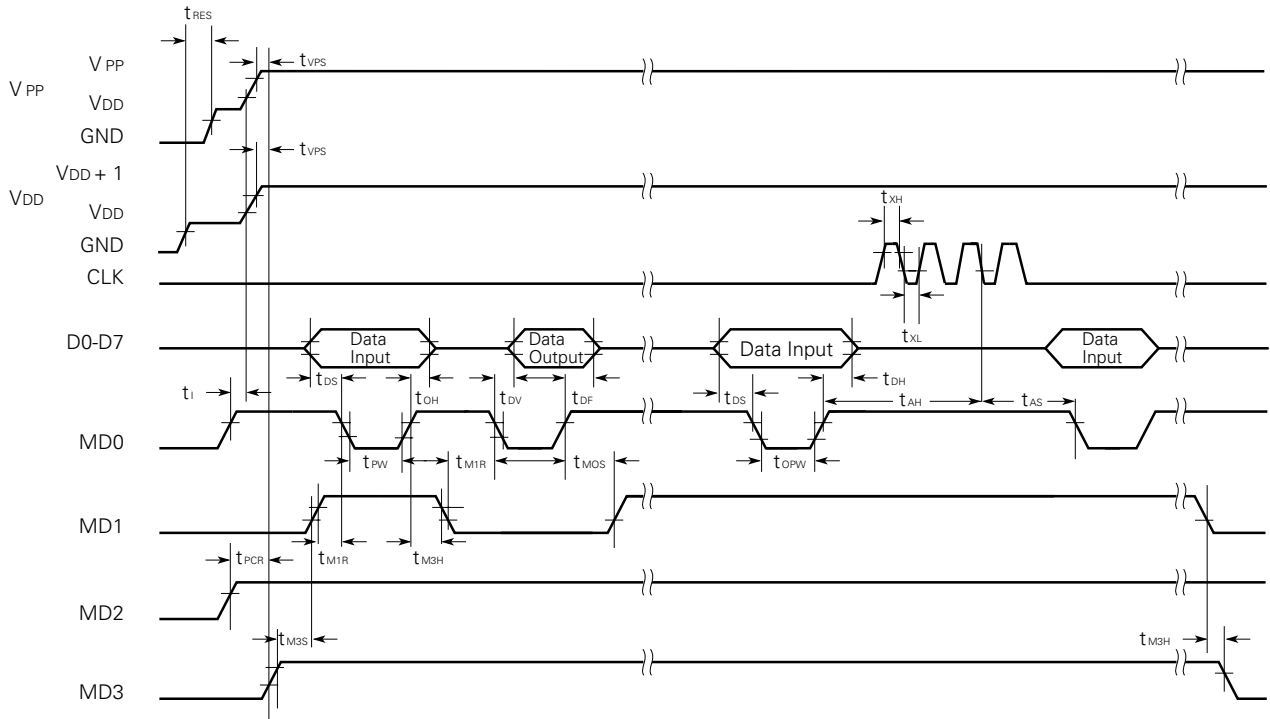 tRES
VPP
tVPS
VPP
VDD
GND
tVPS
VDD + 1
VDD
VDD
GND
tXH
CLK
tXL
D0-D7
Data
Input
Data
Output
Data Input
Data
Input
tI
tDS
tOH
tDV
tDF
tDS
tDH
tAH
tAS
MD0
tPW
tM1R
tMOS
tOPW
MD1
tPCR
tM1R
tM3H
MD2
tM3S
tM3H
MD3